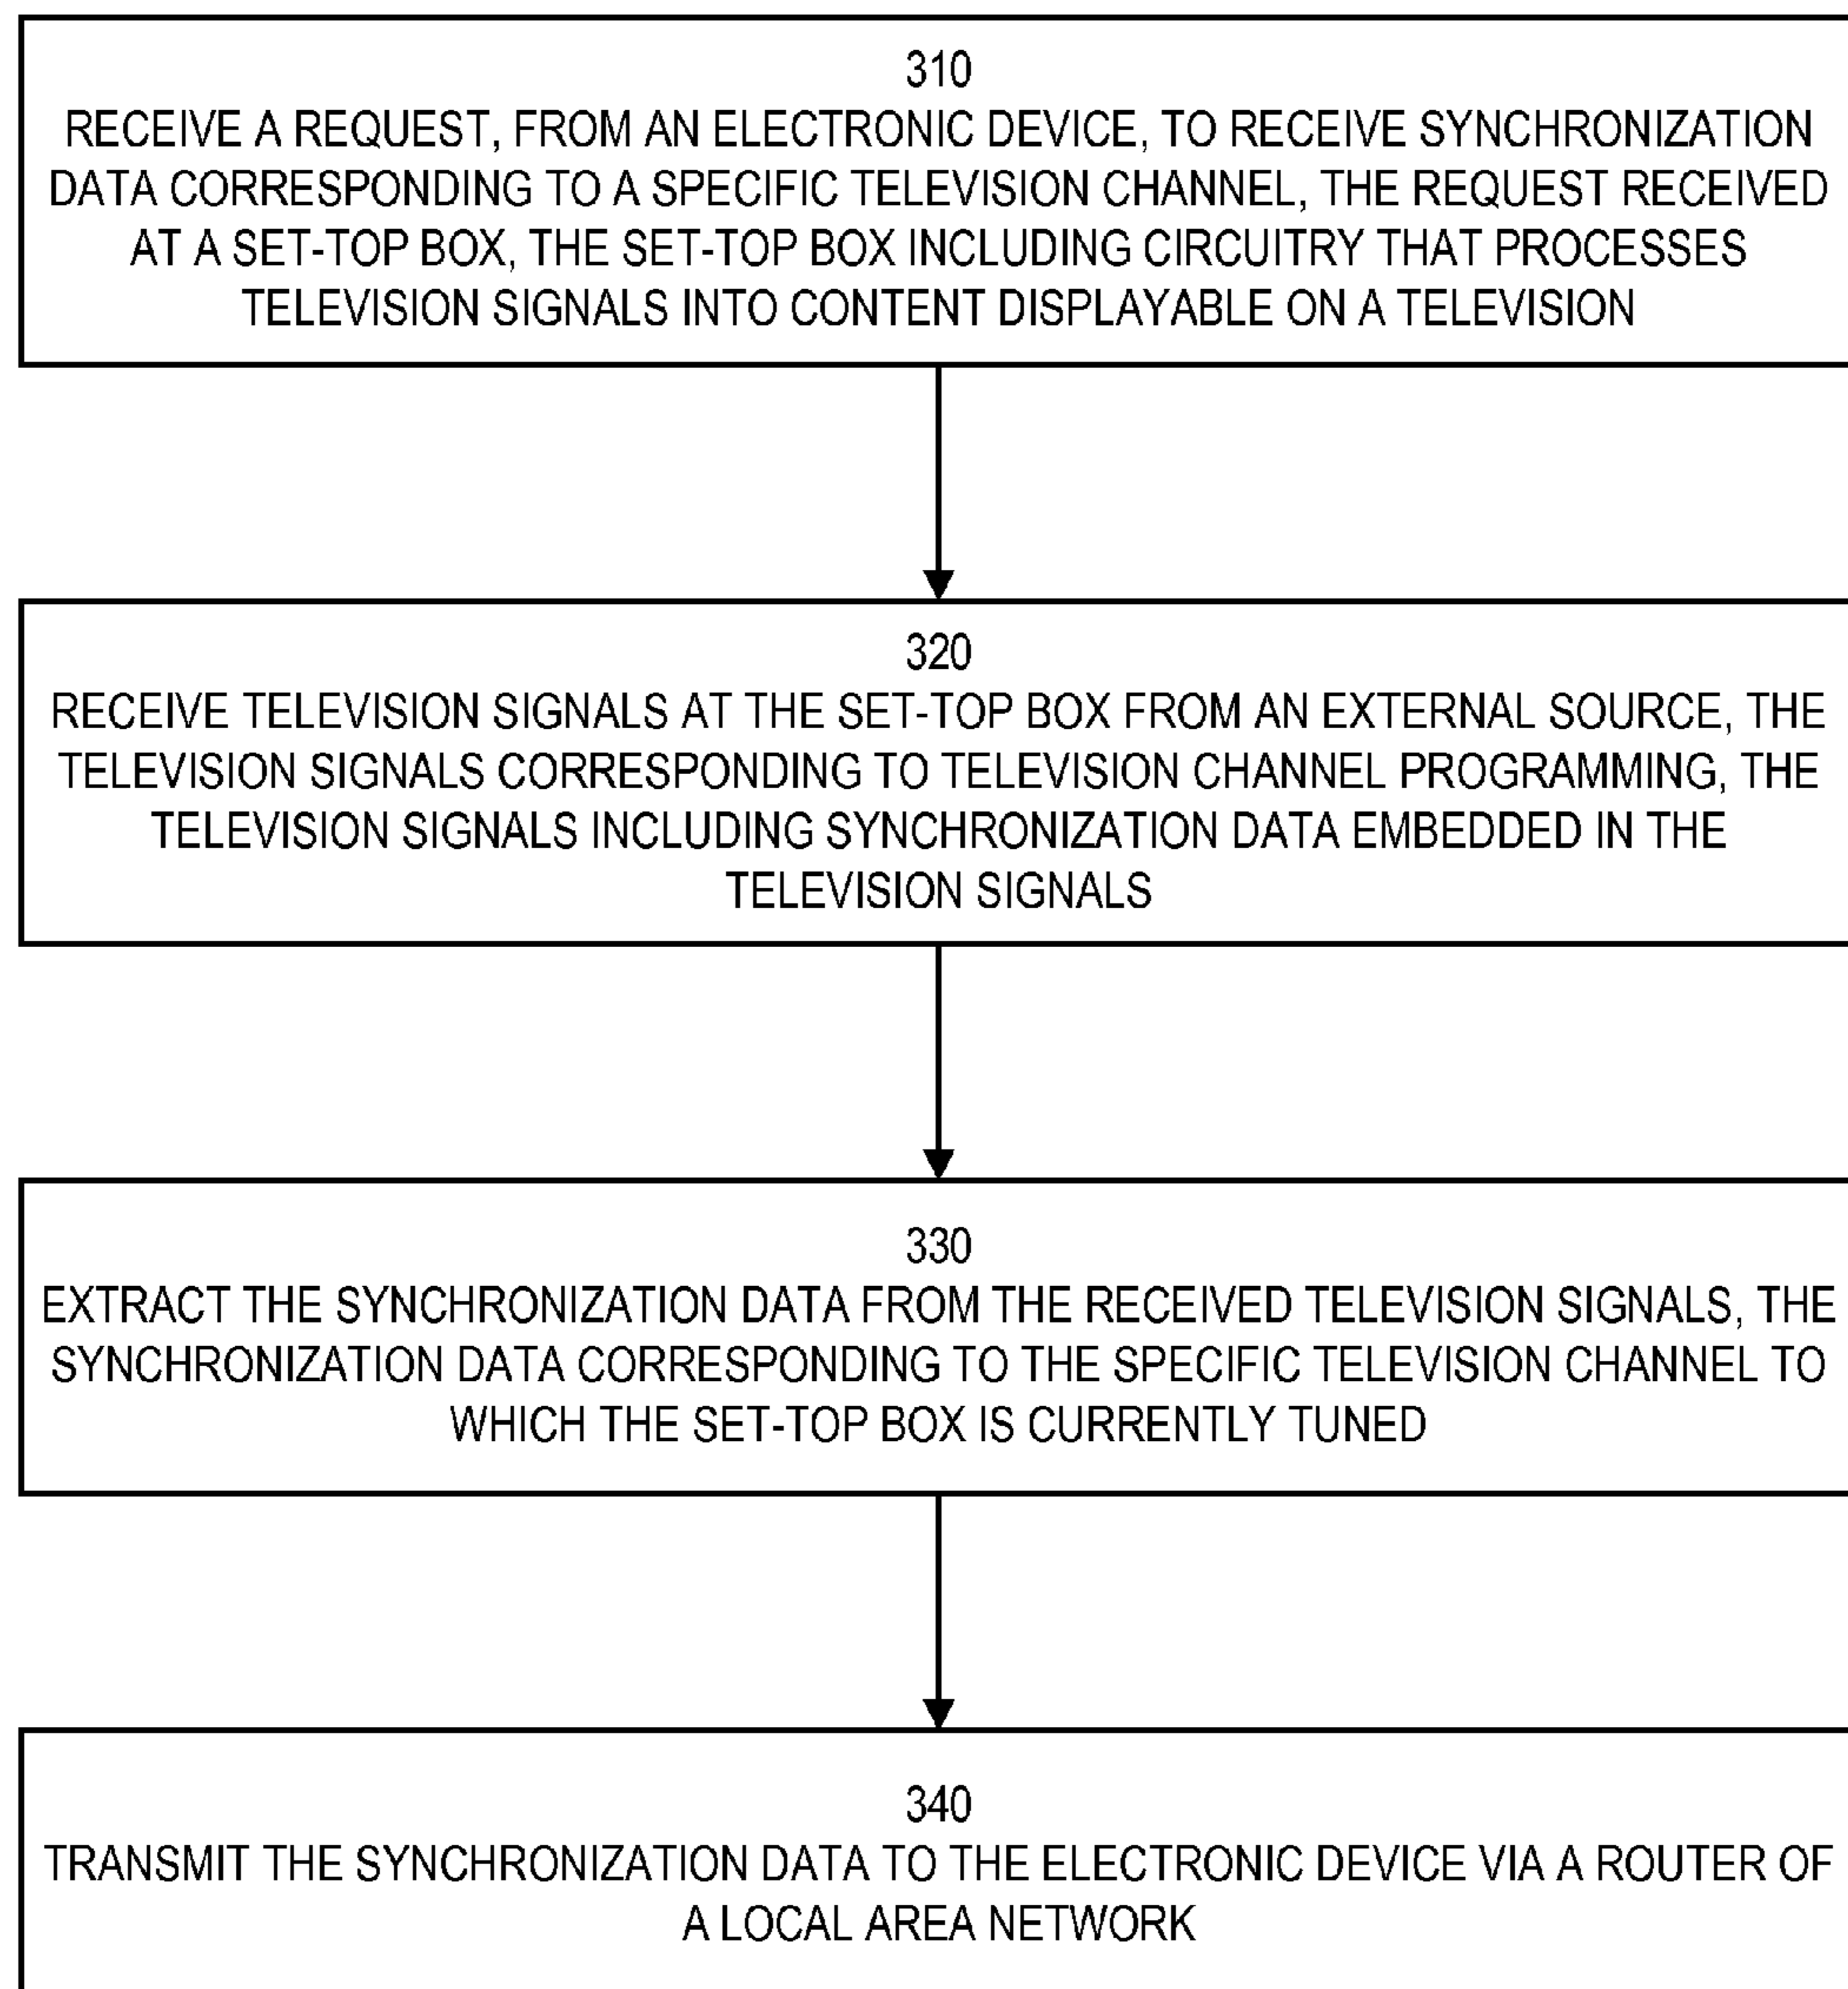 310
RECEIVE A REQUEST, FROM AN ELECTRONIC DEVICE, TO RECEIVE SYNCHRONIZATION
DATA CORRESPONDING TO A SPECIFIC TELEVISION CHANNEL, THE REQUEST RECEIVED
AT A SET-TOP BOX, THE SET-TOP BOX INCLUDING CIRCUITRY THAT PROCESSES
TELEVISION SIGNALS INTO CONTENT DISPLAYABLE ON A TELEVISION
320
RECEIVE TELEVISION SIGNALS AT THE SET-TOP BOX FROM AN EXTERNAL SOURCE, THE
TELEVISION SIGNALS CORRESPONDING TO TELEVISION CHANNEL PROGRAMMING, THE
TELEVISION SIGNALS INCLUDING SYNCHRONIZATION DATA EMBEDDED IN THE
TELEVISION SIGNALS
330
EXTRACT THE SYNCHRONIZATION DATA FROM THE RECEIVED TELEVISION SIGNALS, THE
SYNCHRONIZATION DATA CORRESPONDING TO THE SPECIFIC TELEVISION CHANNEL TO
WHICH THE SET-TOP BOX IS CURRENTLY TUNED
340
TRANSMIT THE SYNCHRONIZATION DATA TO THE ELECTRONIC DEVICE VIA A ROUTER OF
A LOCAL AREA NETWORK